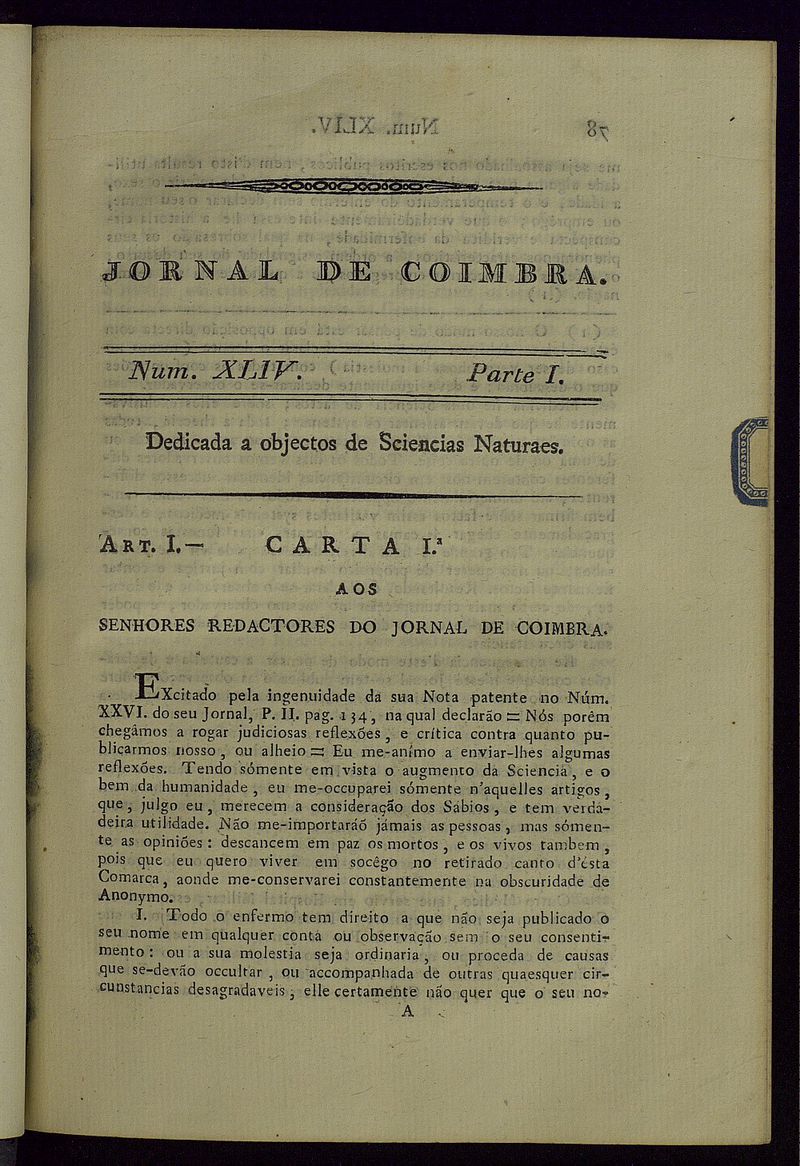 87
JORNAL DE COIMBRA.
Num. XLIV. Parte I.
Dedicada a objectos de Sciencias Naturaes.
ART. I.— CARTA I.ª
AOS
SENHORES REDACTORES DO JORNAL DE COIMBRA.
EXcitado pela ingenuidade da sua Nota patente no Núm.
XXVI. do seu Jornal, P. II. pag. 134, na qual declarão = Nós porêm
chegâmos a rogar judiciosas reflexões, e crítica contra quanto pu-
blicarmos nosso, ou alheio = Eu me-anímo a enviar-lhes algumas
reflexões. Tendo sómente em vista o augmento da Sciencia, e o
bem da humanidade, eu me-occuparei sómente n'aquelles artigos,
que, julgo eu, merecem a consideração dos Sabios, e tem verda-
deira utilidade. Não me-importaráõ jámais as pessoas, mas sómen-
te as opiniões: descancem em paz os mortos, e os vivos tambem,
pois que eu quero viver em socêgo no retirado canto d'ésta
Comarca, aonde me-conservarei constantemente na obscuridade de
Anonymo.
I. Todo o enfermo tem direito a que não seja publicado o
seu nome em qualquer conta ou observação sem o seu consenti-
mento: ou a sua molestia seja ordinaria, ou proceda de causas
que se-devão occultar, ou accompanhada de outras quaesquer cir-
cunstancias desagradaveis, elle certamente não quer que o seu no-
A